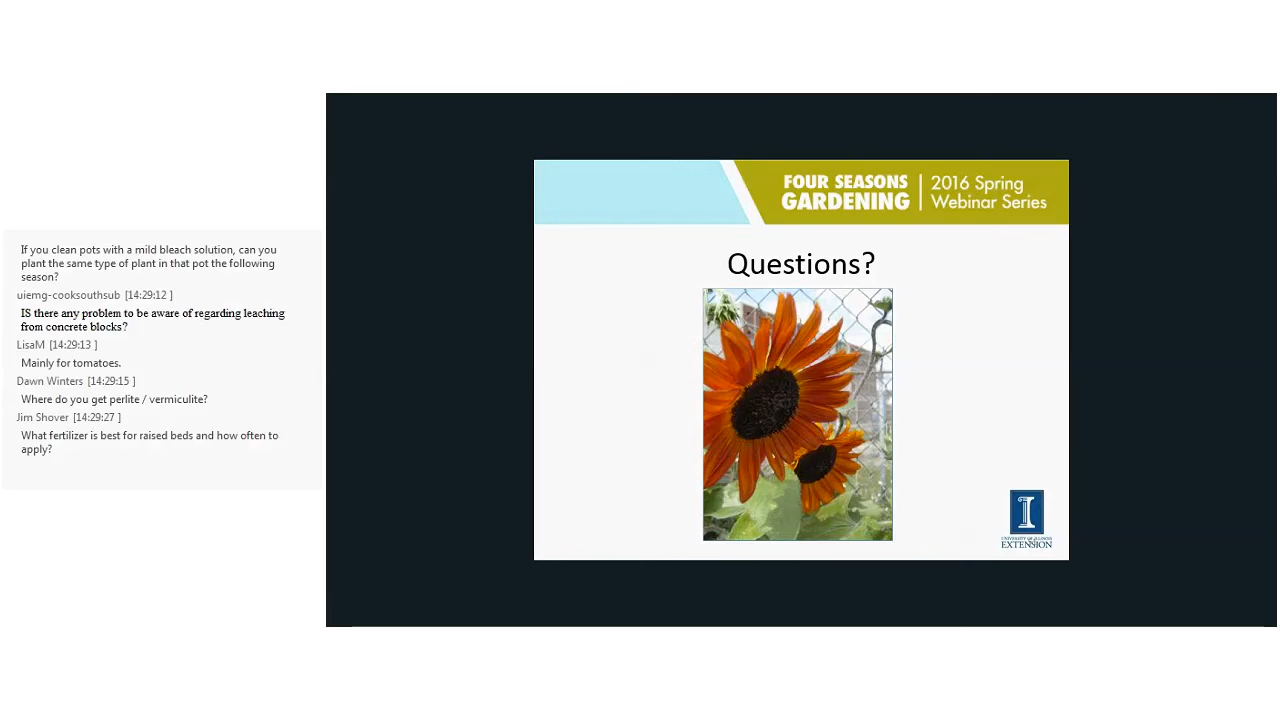 If you clean pots with a mild bleach solution, can you
plant the same type of plant in that pot the following
season?
uiemg-cooksouthsub [14:29:12 ]
IS there any problem to be aware of regarding leaching
from concrete blocks?
LisaM [14:29:13 ]
Mainly for tomatoes.
Dawn Winters [14:29:15 ]
Where do you get perlite / vermiculite?
Jim Shover [14:29:27 ]
What fertilizer is best for raised beds and how often to
apply?
FOUR SEASONS
GARDENING
2016 Spring
Webinar Series
Questions?
I
UNIVERSITY OF ILLINOIS
EXTENSION